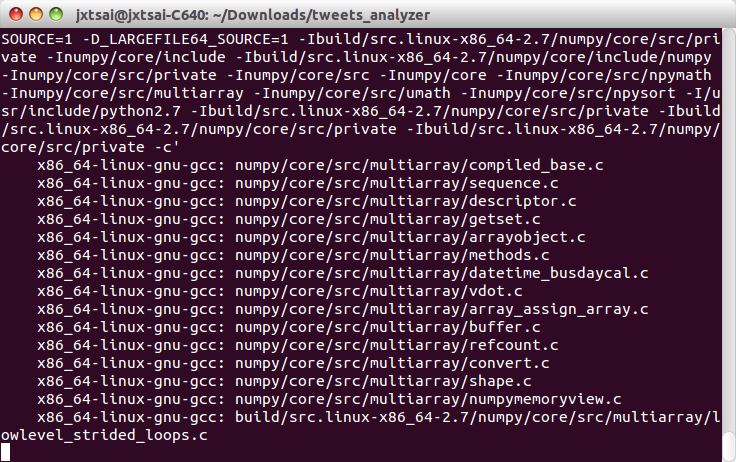 jxtsai@jxtsai-C640: ~/Downloads/tweets_analyzer
SOURCE=1 -D_LARGEFILE64_SOURCE=1 -Ibuild/src.linux-x86_64-2.7/numpy/core/src/pri
vate -Inumpy/core/include -Ibuild/src.linux-x86_64-2.7/numpy/core/include/numpy
-Inumpy/core/src/private -Inumpy/core/src -Inumpy/core -Inumpy/core/src/npymath
-Inumpy/core/src/multiarray -Inumpy/core/src/umath -Inumpy/core/src/npysort -I/u
sr/include/python2.7 -Ibuild/src.linux-x86_64-2.7/numpy/core/src/private -Ibuild
/src.linux-x86_64-2.7/numpy/core/src/private -Ibuild/src.linux-x86_64-2.7/numpy/
core/src/private -c'
x86_64-linux-gnu-gcc: numpy/core/src/multiarray/compiled_base.c
x86_64-linux-gnu-gcc: numpy/core/src/multiarray/sequence.c
x86_64-linux-gnu-gcc: numpy/core/src/multiarray/descriptor.c
x86_64-linux-gnu-gcc: numpy/core/src/multiarray/getset.c
x86_64-linux-gnu-gcc: numpy/core/src/multiarray/arrayobject.c
x86_64-linux-gnu-gcc: numpy/core/src/multiarray/methods.c
x86_64-linux-gnu-gcc: numpy/core/src/multiarray/datetime_busdaycal.c
x86_64-linux-gnu-gcc: numpy/core/src/multiarray/vdot.c
x86_64-linux-gnu-gcc: numpy/core/src/multiarray/array_assign_array.c
x86_64-linux-gnu-gcc: numpy/core/src/multiarray/buffer.c
x86_64-linux-gnu-gcc: numpy/core/src/multiarray/refcount.c
x86_64-linux-gnu-gcc: numpy/core/src/multiarray/convert.c
x86_64-linux-gnu-gcc: numpy/core/src/multiarray/shape.c
x86_64-linux-gnu-gcc: numpy/core/src/multiarray/numpymemoryview.c
x86_64-linux-gnu-gcc: build/src.linux-x86_64-2.7/numpy/core/src/multiarray/l
owlevel_strided_loops.c